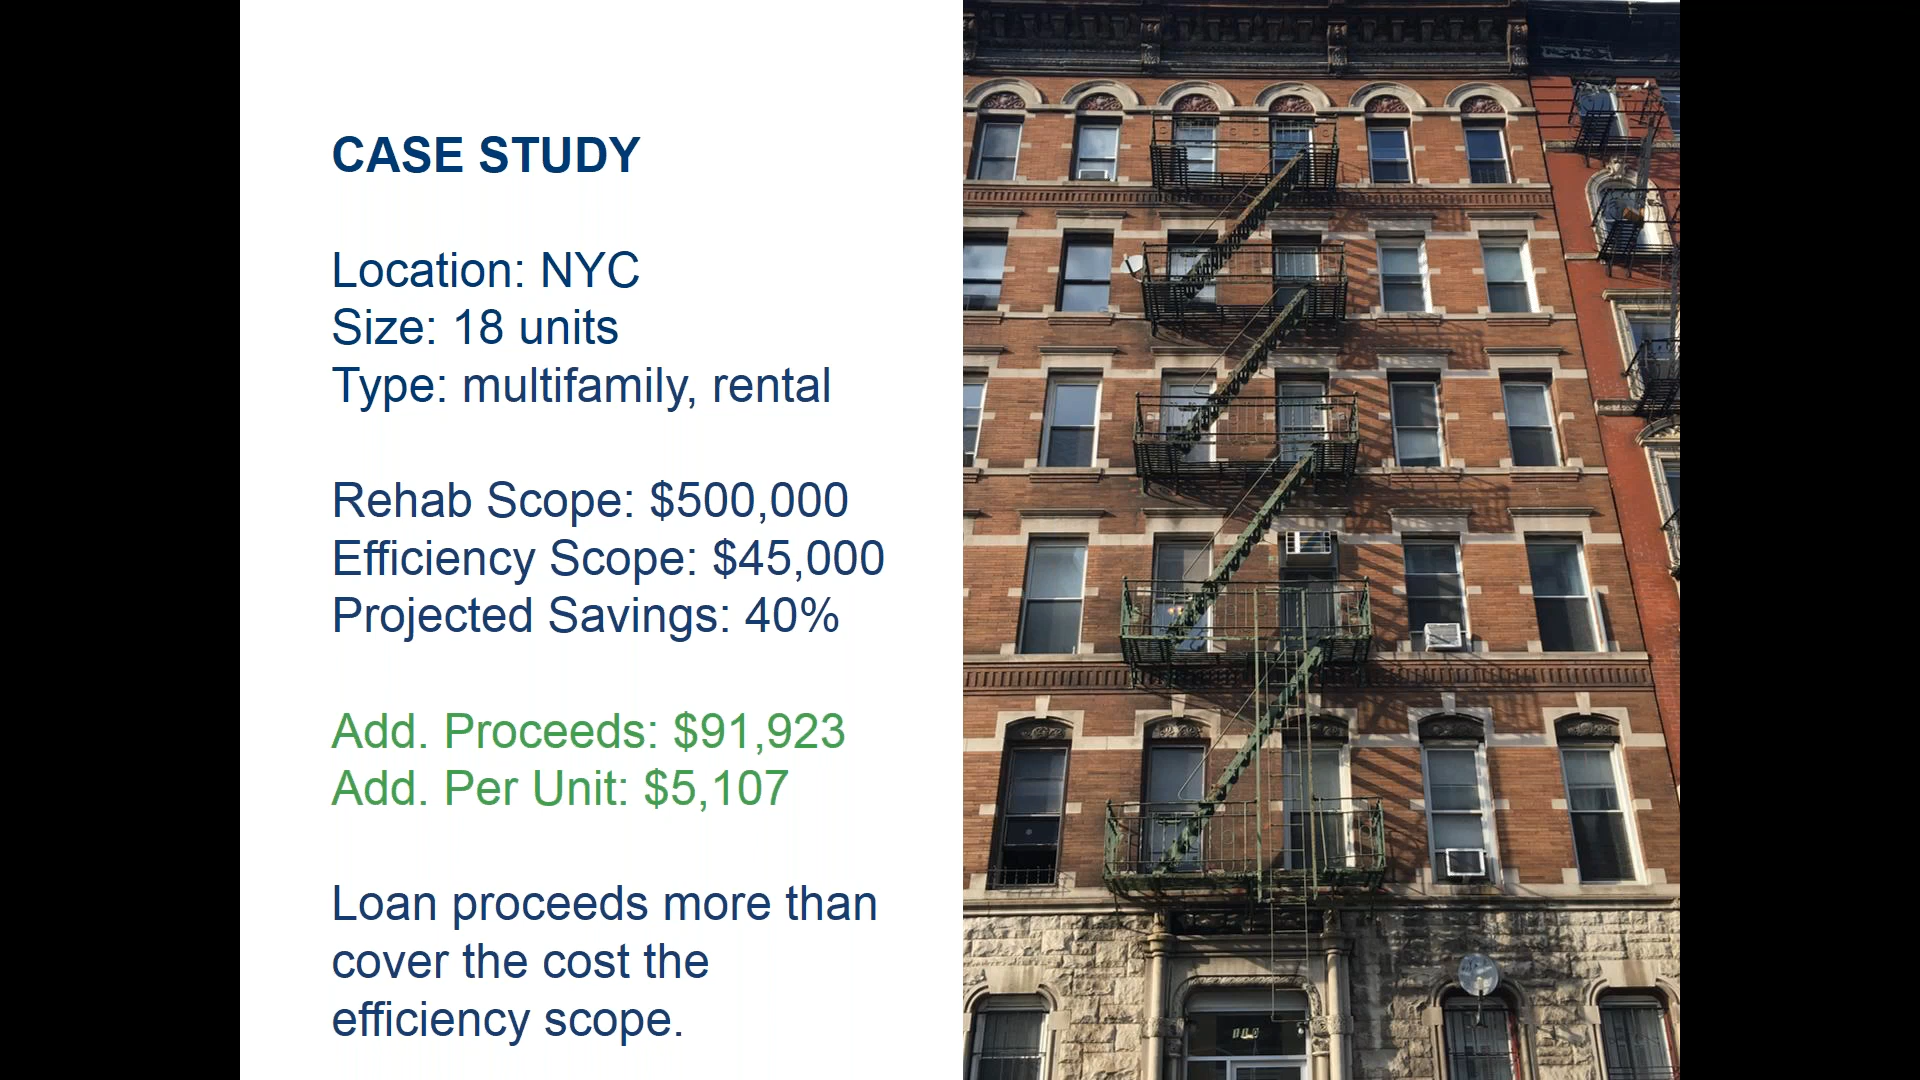 CASE STUDY
Location: NYC
Size: 18 units
Type: multifamily, rental
Rehab Scope: $500,000
Efficiency Scope: $45,000
Projected Savings: 40%
Add. Proceeds: $91,923
Add. Per Unit: $5,107
Loan proceeds more than
cover the cost the
efficiency scope.
110